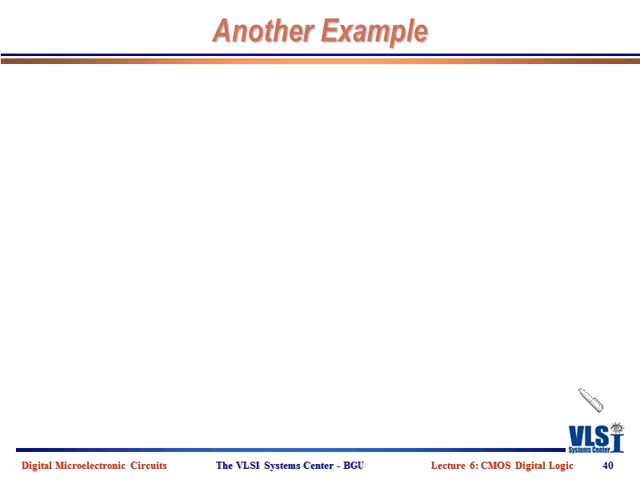 Another Example
VLSI
Systems Center
Digital Microelectronic Circuits The VLSI Systems Center - BGU Lecture 6: CMOS Digital Logic 40